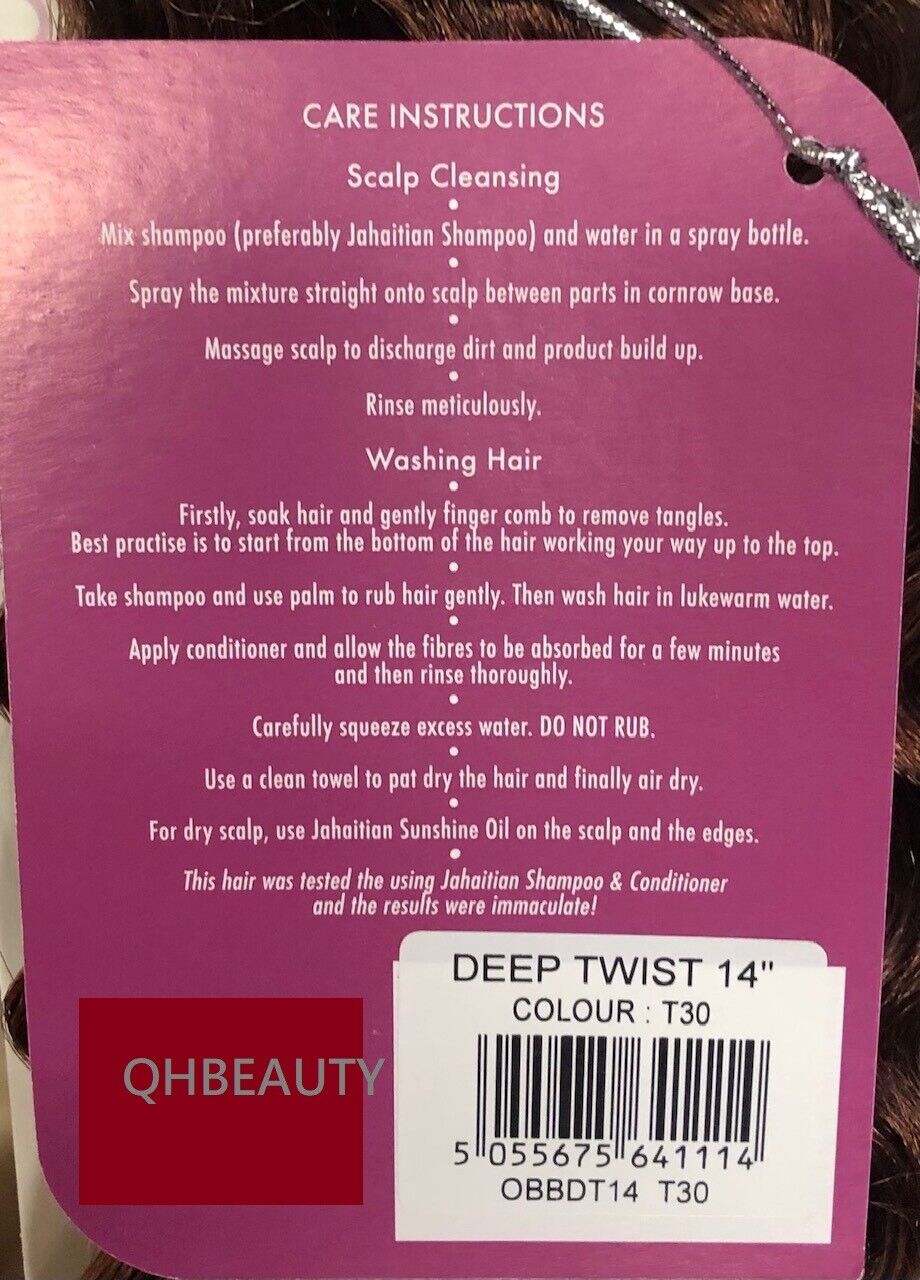 CARE INSTRUCTIONS
Scalp Cleansing
Mix shampoo (preferably Jahaitian Shampoo) and water in a spray bottle.
Spray the mixture straight onto scalp between parts in cornrow base.
Massage scalp to discharge dirt and product build up.
Rinse meticulously.
Washing Hair
Firstly, soak hair and gently finger comb to remove tangles.
Best practise is to start from the bottom of the hair working your way up to the top.
Take shampoo and use palm to rub hair gently. Then wash hair in lukewarm water.
Apply conditioner and allow the fibres to be absorbed for a few minutes
and then rinse thoroughly.
Carefully squeeze excess water. DO NOT RUB.
Use a clean towel to pat dry the hair and finally air dry.
For dry scalp, use Jahaitian Sunshine Oil on the scalp and the edges.
This hair was tested the using Jahaitian Shampoo & Conditioner
and the results were immaculate!
DEEP TWIST 14"
COLOUR : T30
5 055675 641114
OBBDT14 T30
QHBEAUTY